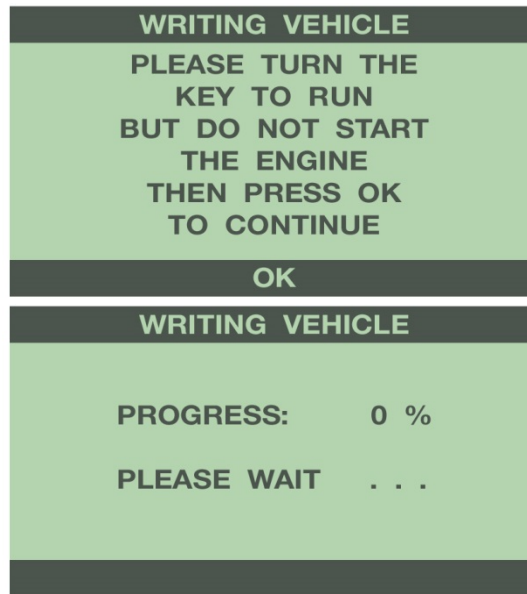 WRITING VEHICLE
PLEASE TURN THE
KEY TO RUN
BUT DO NOT START
THE ENGINE
THEN PRESS OK
TO CONTINUE
OK
WRITING VEHICLE
PROGRESS: 0 %
PLEASE WAIT . . .